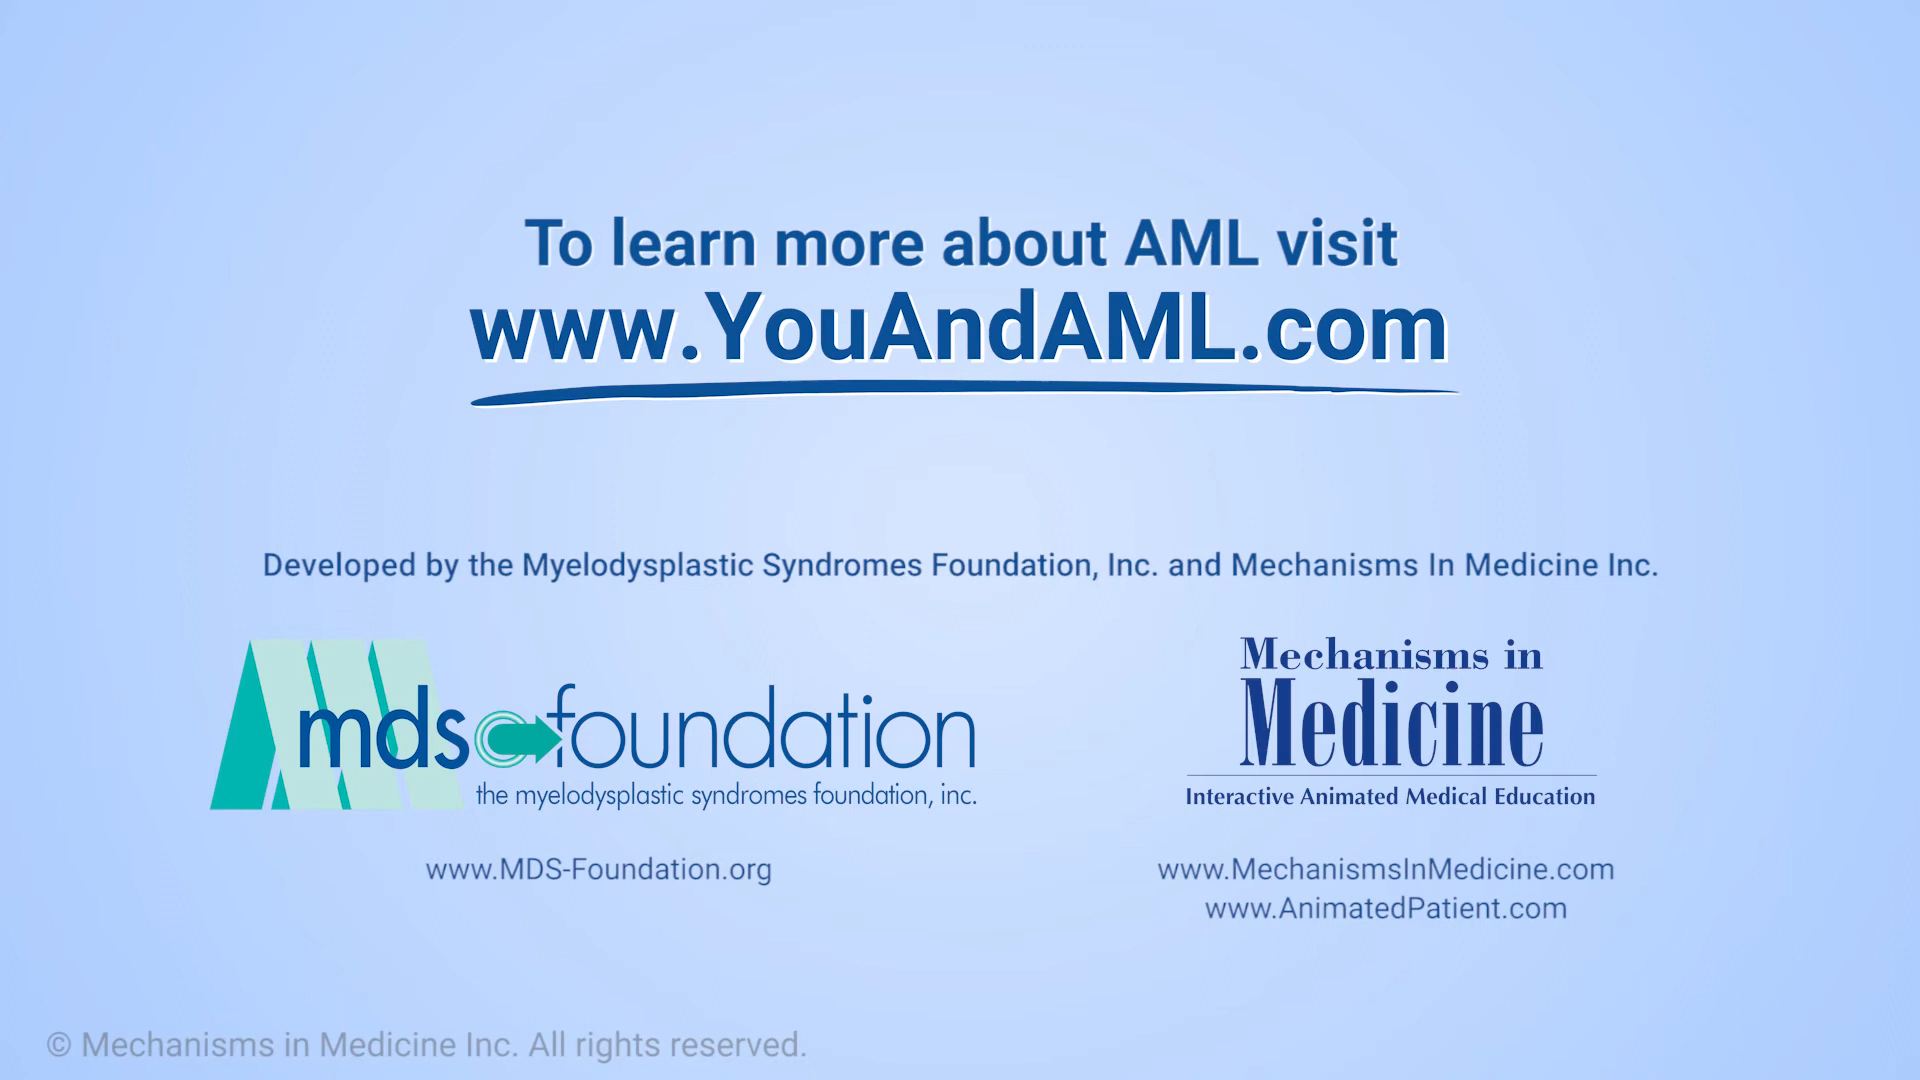 To learn more about AML visit
www.YouAndAML.com
Developed by the Myelodysplastic Syndromes Foundation, Inc. and Mechanisms In Medicine Inc.
mds foundation
the myelodysplastic syndromes foundation, inc.
www.MDS-Foundation.org
Mechanisms in
Medicine
Interactive Animated Medical Education
www.MechanismsInMedicine.com
www.AnimatedPatient.com
© Mechanisms in Medicine Inc. All rights reserved.